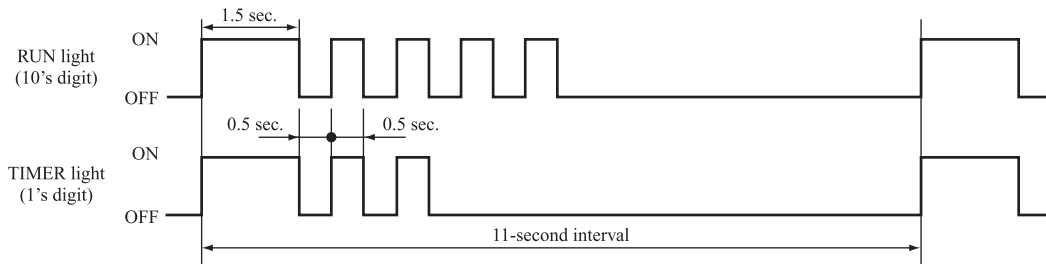 1.5 sec.
ON
RUN light
(10's digit)
OFF
0.5 sec.
0.5 sec.
ON
TIMER light
(1's digit)
OFF
11-second interval